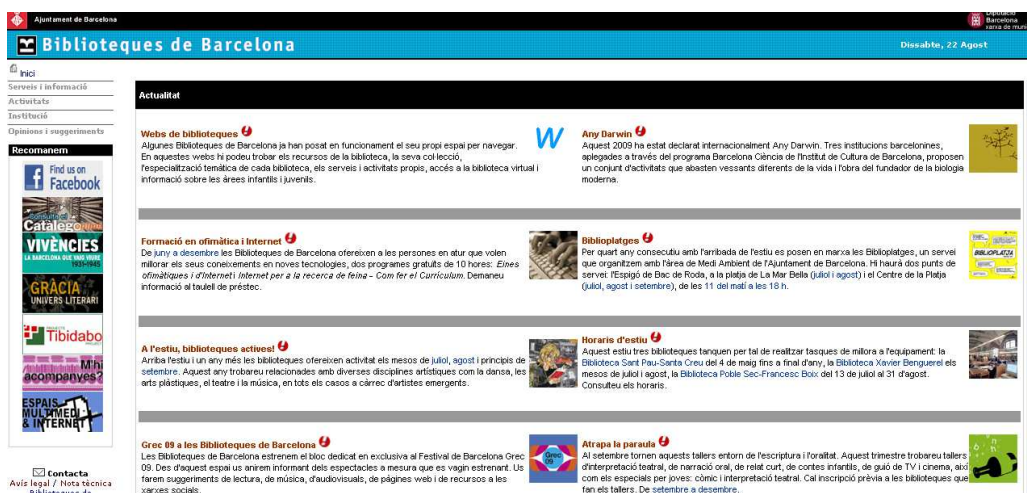 Ajuntament de Barcelona
Diputació
Barcelona
xarxa de muni
Biblioteques de Barcelona
Dissabte, 22 Agost
Inici
Serveis i informació
Activitats
Institució
Opinions i suggeriments
Recomanem
Find us on
Facebook
Consulta el
Catàleg
VIVÈNCIES
LA BARCELONA QUE VAIG VIURE
1931-1945
GRÀCIA
UNIVERS LITERARI
Tibidabo
M'hi
acompanyes?
ESPAIS
MULTIMEDIA
& INTERNET
Contacta
Avís legal / Nota tècnica
Biblioteques de
Actualitat
Webs de biblioteques
Algunes Biblioteques de Barcelona ja han posat en funcionament el seu propi espai per navegar.
En aquestes webs hi podeu trobar els recursos de la biblioteca, la seva col·lecció,
l'especialització temàtica de cada biblioteca, els serveis i activitats propis, accés a la biblioteca virtual i
informació sobre les àrees infantils i juvenils.
W
Any Darwin
Aquest 2009 ha estat declarat internacionalment Any Darwin. Tres institucions barcelonines,
aplegades a través del programa Barcelona Ciència de l'Institut de Cultura de Barcelona, proposen
un conjunt d'activitats que abasten vessants diferents de la vida i l'obra del fundador de la biologia
moderna.
Formació en ofimàtica i Internet
De juny a desembre les Biblioteques de Barcelona ofereixen a les persones en atur que volen
millorar els seus coneixements en noves tecnologies, dos programes gratuïts de 10 hores: Eines
ofimàtiques i d'Internet i Internet per a la recerca de feina - Com fer el Currículum. Demaneu
informació al taulell de préstec.
Biblioplatges
Per quart any consecutiu amb l'arribada de l'estiu es posen en marxa les Biblioplatges, un servei
que organitzem amb l'àrea de Medi Ambient de l'Ajuntament de Barcelona. Hi haurà dos punts de
servei: l'Espigó de Bac de Roda, a la platja de La Mar Bella (juliol i agost) i el Centre de la Platja
(juliol, agost i setembre), de les 11 del matí a les 18 h.
BIBLIOPLATJA
A l'estiu, biblioteques actives!
Arriba l'estiu i un any més les biblioteques ofereixen activitat els mesos de juliol, agost i principis de
setembre. Aquest any trobareu relacionades amb diverses disciplines artístiques com la dansa, les
arts plàstiques, el teatre i la música, en tots els casos a càrrec d'artistes emergents.
Horaris d'estiu
Aquest estiu tres biblioteques tanquen per tal de realitzar tasques de millora a l'equipament: la
Biblioteca Sant Pau-Santa Creu del 4 de maig fins a final d'any, la Biblioteca Xavier Benguerel els
mesos de juliol i agost, la Biblioteca Poble Sec-Francesc Boix del 13 de juliol al 31 d'agost.
Consulteu els horaris.
Grec 09 a les Biblioteques de Barcelona
Les Biblioteques de Barcelona estrenem el bloc dedicat en exclusiva al Festival de Barcelona Grec
09. Des d'aquest espai us anirem informant dels espectacles a mesura que es vagin estrenant. Us
farem suggeriments de lectura, de música, d'audiovisuals, de pàgines web i de recursos a les
xarxes socials.
Grec
09
Atrapa la paraula
Al setembre tornen aquests tallers entorn de l'escriptura i l'oralitat. Aquest trimestre trobareu tallers
d'interpretació teatral, de narració oral, de relat curt, de contes infantils, de guió de TV i cinema, així
com els especials per joves: còmic i interpretació teatral. Cal inscripció prèvia a les biblioteques que
fan els tallers. De setembre a desembre.